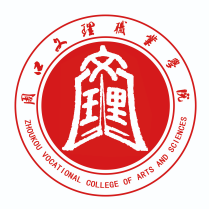 周口文理职业学院
文理
ZHOUKOU VOCATIONAL COLLEGE OF ARTS AND SCIENCES